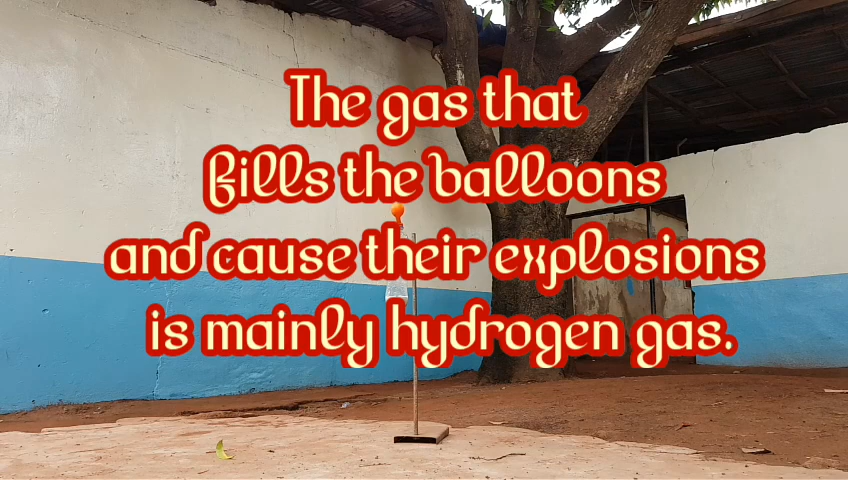 The gas that
fills the balloons
and cause their explosions
is mainly hydrogen gas.